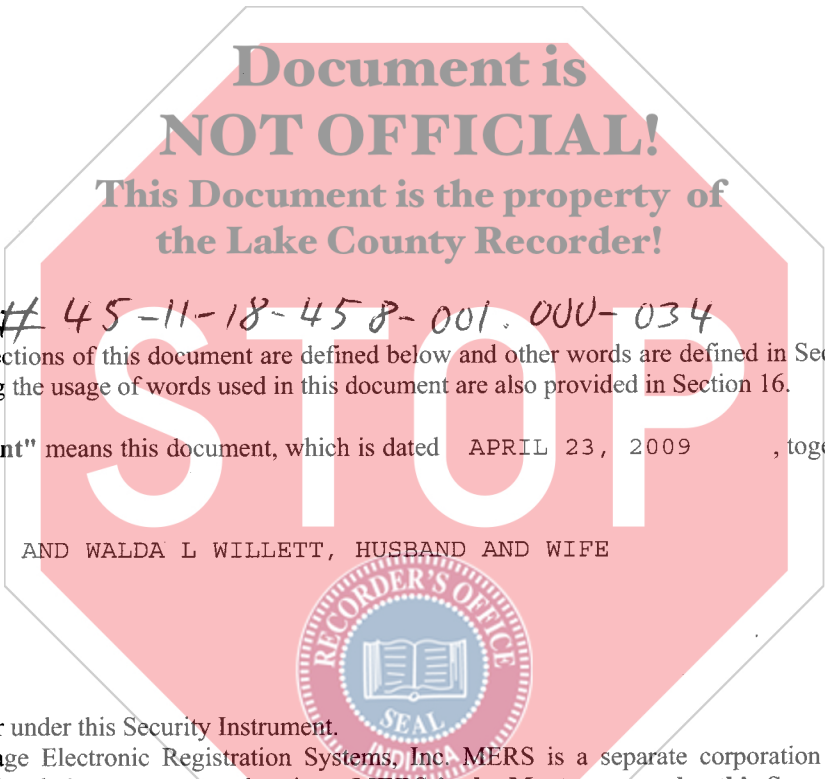 Document is
NOT OFFICIAL!
This Document is the property of
the Lake County Recorder!
# 45-11-18-458-001.000-034
ctions of this document are defined below and other words are defined in Sec
g the usage of words used in this document are also provided in Section 16.
nt" means this document, which is dated APRIL 23, 2009 , toge
STOP
AND WALDA L WILLETT, HUSBAND AND WIFE
RECORDER'S OFFICE
SEAL
INDIANA
r under this Security Instrument.
age Electronic Registration Systems, Inc. MERS is a separate corporation